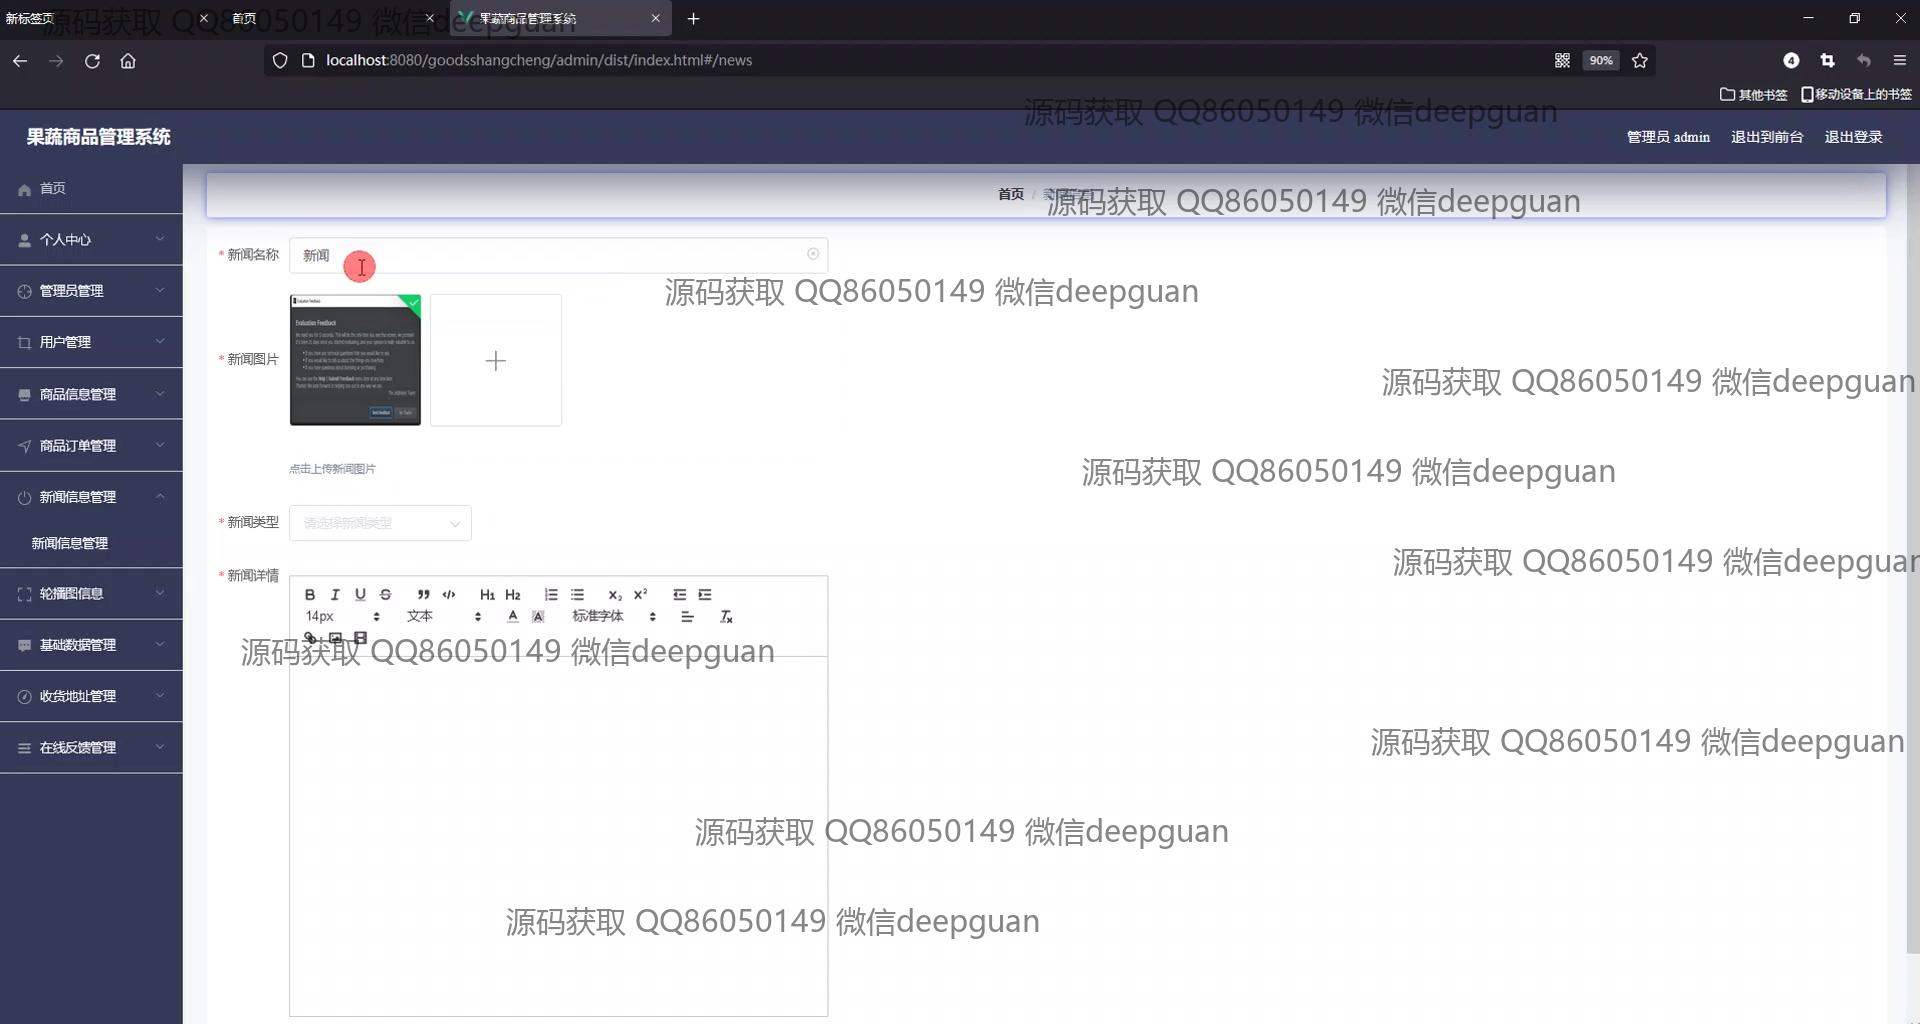 新标签页
首页
果蔬商品管理系统
源码获取 QQ86050149 微信deepguan
localhost:8080/goodsshangcheng/admin/dist/index.html#/news
90%
4
其他书签
移动设备上的书签
源码获取 QQ86050149 微信deepguan
果蔬商品管理系统
管理员 admin
退出到前台
退出登录
首页
个人中心
管理员管理
用户管理
商品信息管理
商品订单管理
新闻信息管理
新闻信息管理
轮播图信息
基础数据管理
收货地址管理
在线反馈管理
首页 /
源码获取 QQ86050149 微信deepguan
* 新闻名称
新闻
源码获取 QQ86050149 微信deepguan
* 新闻图片
Evaluation Feedback
源码获取 QQ86050149 微信deepguan
点击上传新闻图片
源码获取 QQ86050149 微信deepguan
* 新闻类型
请选择新闻类型
源码获取 QQ86050149 微信deepguan
* 新闻详情
B I U S H1 H2 X2 X2
14px 文本 A A 标准字体 Tx
源码获取 QQ86050149 微信deepguan
源码获取 QQ86050149 微信deepguan
源码获取 QQ86050149 微信deepguan
源码获取 QQ86050149 微信deepguan